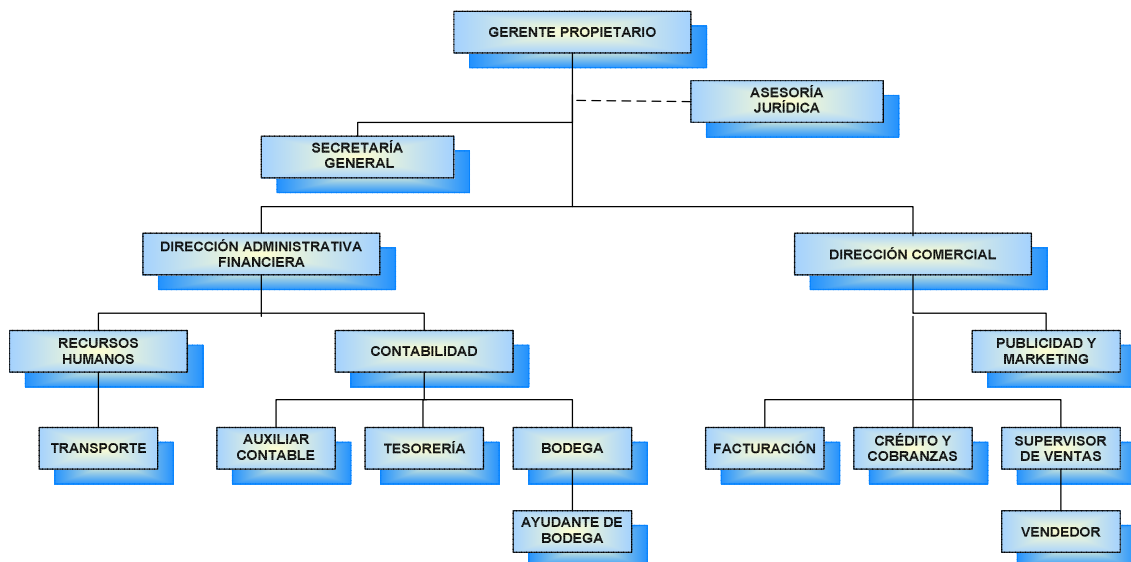 GERENTE PROPIETARIO
ASESORÍA
JURÍDICA
SECRETARÍA
GENERAL
DIRECCIÓN ADMINISTRATIVA
FINANCIERA
DIRECCIÓN COMERCIAL
RECURSOS
HUMANOS
CONTABILIDAD
PUBLICIDAD Y
MARKETING
TRANSPORTE
AUXILIAR
CONTABLE
TESORERÍA
BODEGA
FACTURACIÓN
CRÉDITO Y
COBRANZAS
SUPERVISOR
DE VENTAS
AYUDANTE DE
BODEGA
VENDEDOR